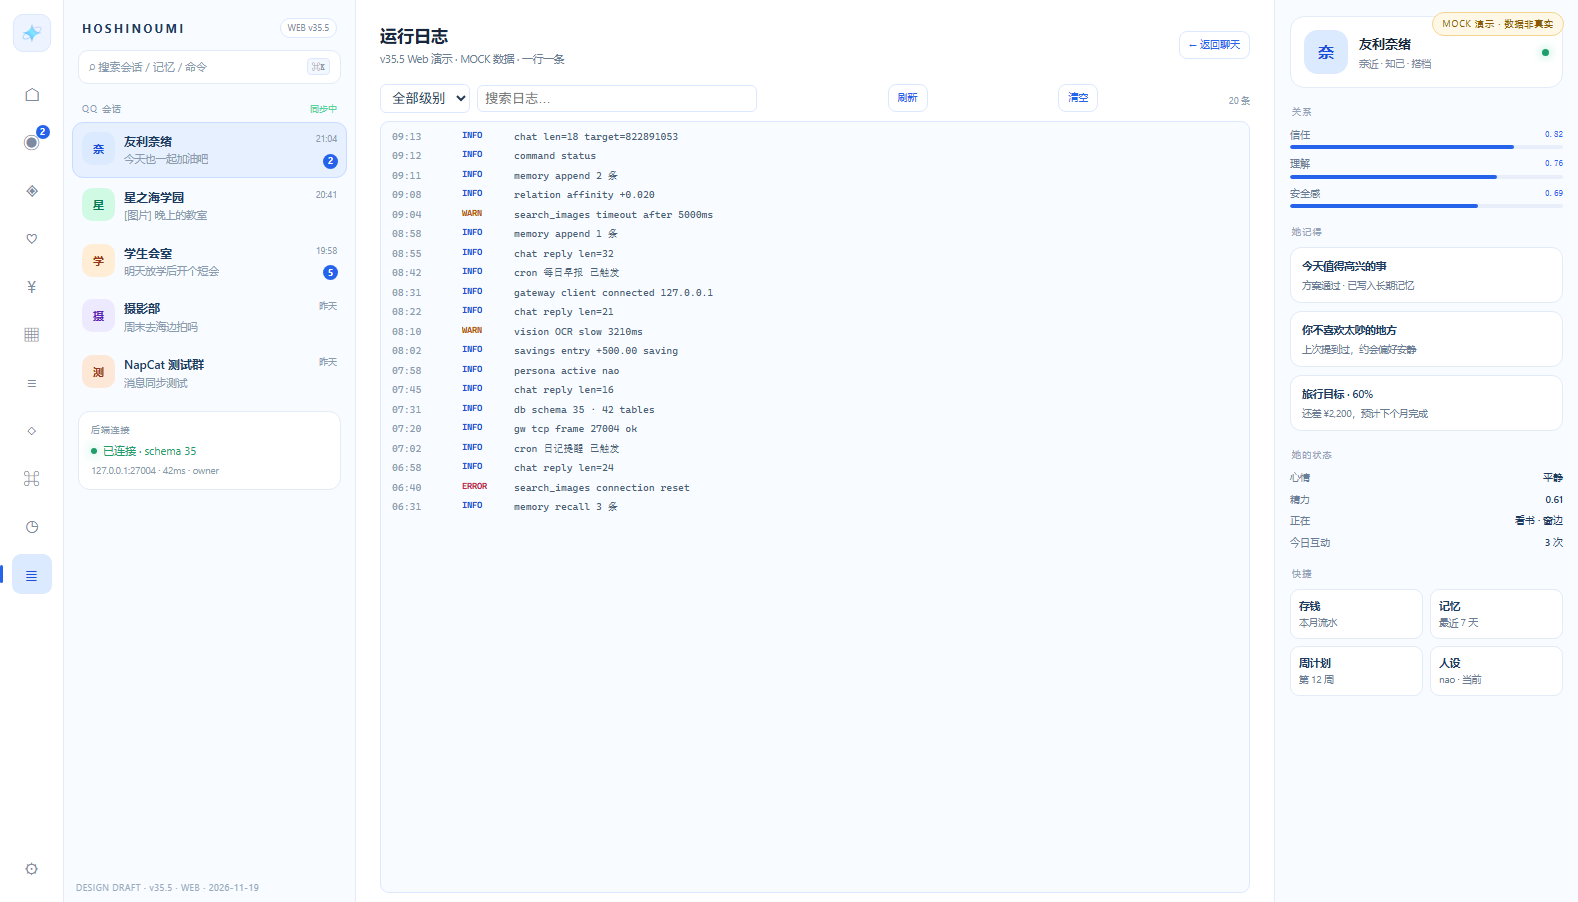 2
HOSHINOUMI
WEB v35.5
搜索会话 / 记忆 / 命令
⌘K
QQ 会话
同步中
奈
友利奈绪
21:04
今天也一起加油吧
2
星
星之海学园
20:41
[图片] 晚上的教室
学
学生会室
19:58
明天放学后开个短会
5
摄
摄影部
昨天
周末去海边拍吗
测
NapCat 测试群
昨天
消息同步测试
后端连接
已连接 · schema 35
127.0.0.1:27004 · 42ms · owner
DESIGN DRAFT · v35.5 · WEB · 2026-11-19
运行日志
v35.5 Web 演示 · MOCK 数据 · 一行一条
← 返回聊天
全部级别
搜索日志...
刷新
清空
20 条
09:13 INFO chat len=18 target=822891053
09:12 INFO command status
09:11 INFO memory append 2 条
09:08 INFO relation affinity +0.020
09:04 WARN search_images timeout after 5000ms
08:58 INFO memory append 1 条
08:55 INFO chat reply len=32
08:42 INFO cron 每日早报 已触发
08:31 INFO gateway client connected 127.0.0.1
08:22 INFO chat reply len=21
08:10 WARN vision OCR slow 3210ms
08:02 INFO savings entry +500.00 saving
07:58 INFO persona active nao
07:45 INFO chat reply len=16
07:31 INFO db schema 35 · 42 tables
07:20 INFO gw tcp frame 27004 ok
07:02 INFO cron 日记提醒 已触发
06:58 INFO chat reply len=24
06:40 ERROR search_images connection reset
06:31 INFO memory recall 3 条
MOCK 演示 · 数据非真实
奈
友利奈绪
亲近 · 知己 · 搭档
关系
信任 0.82
理解 0.76
安全感 0.69
她记得
今天值得高兴的事
方案通过 · 已写入长期记忆
你不喜欢太吵的地方
上次提到过，约会偏好安静
旅行目标 · 60%
还差 ¥2,200，预计下个月完成
她的状态
心情 平静
精力 0.61
正在 看书 · 窗边
今日互动 3 次
快捷
存钱
本月流水
记忆
最近 7 天
周计划
第 12 周
人设
nao · 当前